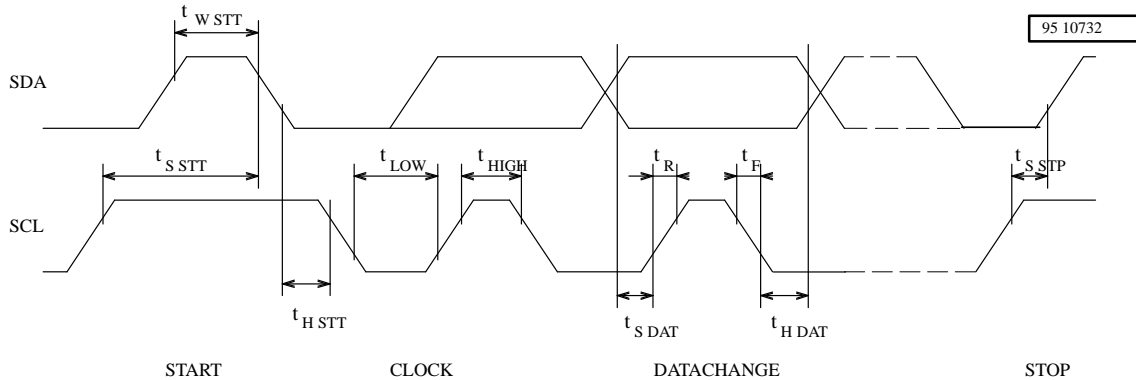 t W STT
95 10732
SDA
t S STT
t LOW
t HIGH
t R
t F
t S STP
SCL
t H STT
t S DAT
t H DAT
START
CLOCK
DATACHANGE
STOP